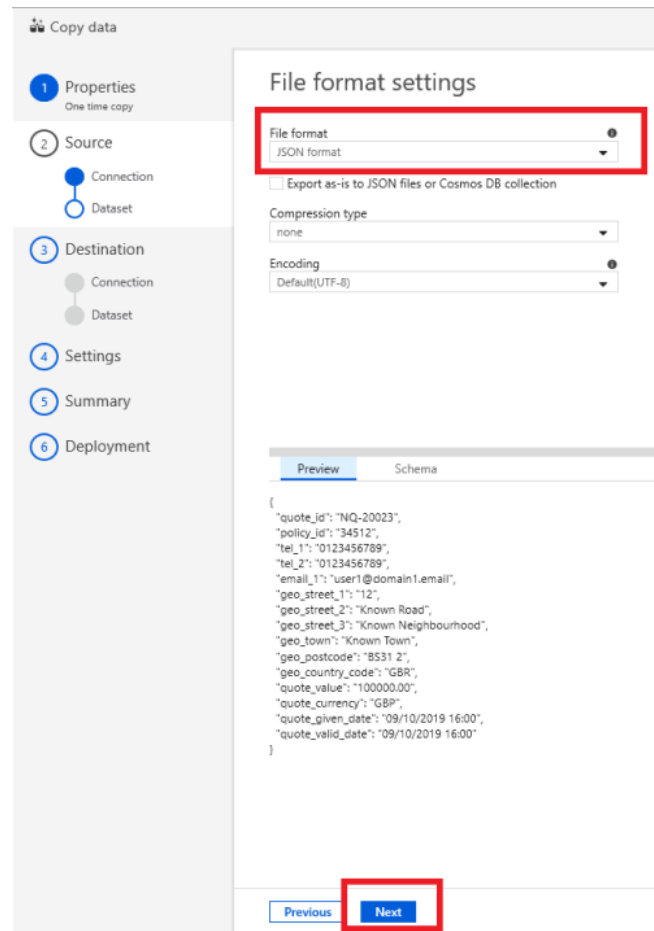 Copy data
1 Properties
One time copy
2 Source
Connection
Dataset
3 Destination
Connection
Dataset
4 Settings
5 Summary
6 Deployment
File format settings
File format
JSON format
Export as-is to JSON files or Cosmos DB collection
Compression type
none
Encoding
Default(UTF-8)
Preview Schema
{
"quote_id": "NQ-20023",
"policy_id": "34512",
"tel_1": "0123456789",
"tel_2": "0123456789",
"email_1": "user1@domain1.email",
"geo_street_1": "12",
"geo_street_2": "Known Road",
"geo_street_3": "Known Neighbourhood",
"geo_town": "Known Town",
"geo_postcode": "BS31 2",
"geo_country_code": "GBR",
"quote_value": "100000.00",
"quote_currency": "GBP",
"quote_given_date": "09/10/2019 16:00",
"quote_valid_date": "09/10/2019 16:00"
}
Previous Next